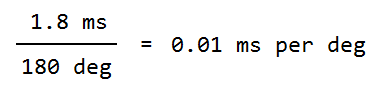 1.8 ms
180 deg
= 0.01 ms per deg